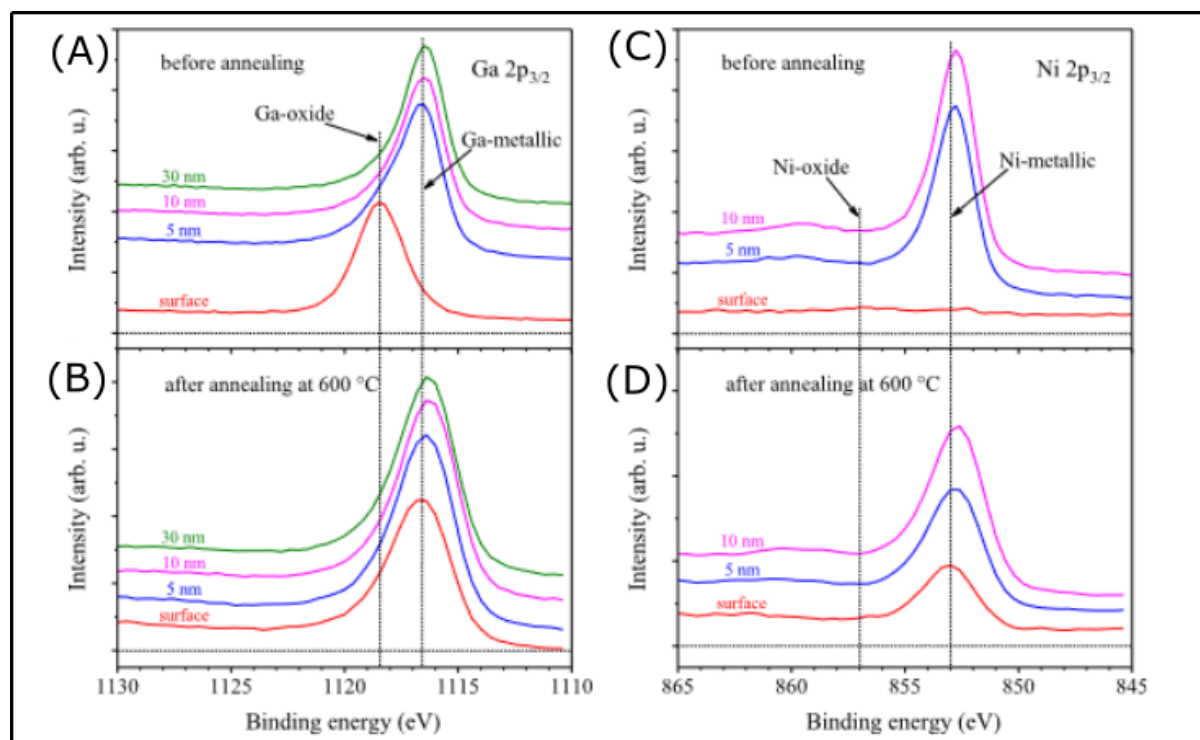 (A)
before annealing
Ga 2p3/2
Ga-oxide
Ga-metallic
30 nm
10 nm
5 nm
surface
Intensity (arb. u.)
(B)
after annealing at 600 °C
30 nm
10 nm
5 nm
surface
Intensity (arb. u.)
1130 1125 1120 1115 1110
Binding energy (eV)
(C)
before annealing
Ni 2p3/2
Ni-oxide
Ni-metallic
10 nm
5 nm
surface
Intensity (arb. u.)
(D)
after annealing at 600 °C
10 nm
5 nm
surface
Intensity (arb. u.)
865 860 855 850 845
Binding energy (eV)